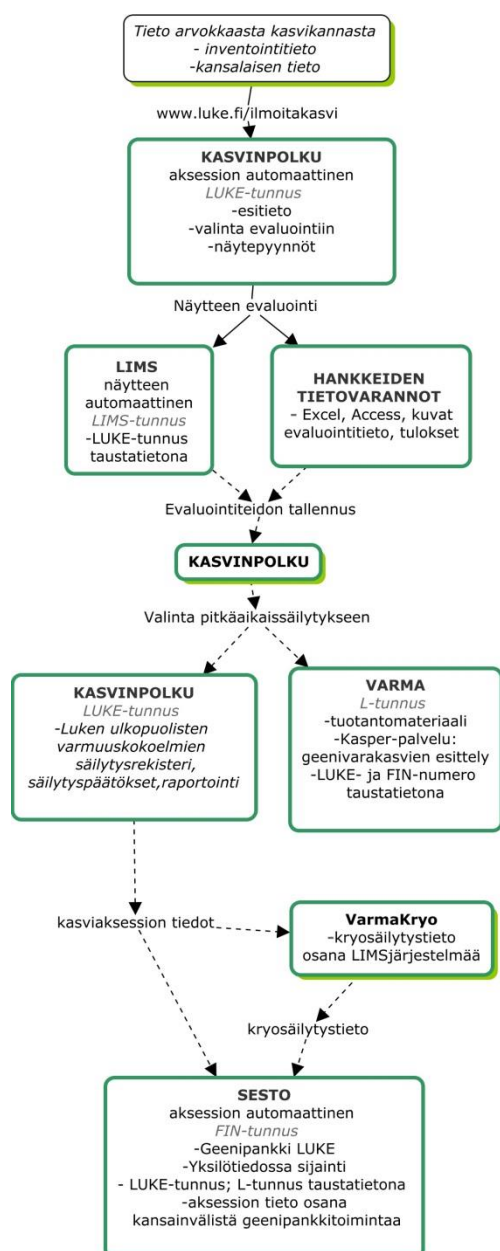 Tieto arvokkaasta kasvikannasta
- inventointitieto
-kansalaisen tieto
www.luke.fi/ilmoitakasvi
KASVINPOLKU
aksession automaattinen
LUKE-tunnus
-esitieto
-valinta evaluointiin
-näytepyynnöt
Näytteen evaluointi
LIMS
näytteen
automaattinen
LIMS-tunnus
-LUKE-tunnus
taustatietona
HANKKEIDEN
TIETOVARANNOT
- Excel, Access, kuvat
evaluointitieto, tulokset
Evaluointiteidon tallennus
KASVINPOLKU
Valinta pitkäaikaissäilytykseen
KASVINPOLKU
LUKE-tunnus
-Luken ulkopuolisten
varmuuskokoelmien
säilytysrekisteri,
säilytyspäätökset,raportointi
VARMA
L-tunnus
-tuotantomateriaali
-Kasper-palvelu:
geenivarakasvien esittely
-LUKE- ja FIN-numero
taustatietona
kasviaksession tiedot
VarmaKryo
-kryosäilytystieto
osana LIMSjärjestelmää
kryosäilytystieto
SESTO
aksession automaattinen
FIN-tunnus
-Geenipankki LUKE
-Yksilötiedossa sijainti
- LUKE-tunnus; L-tunnus taustatietona
-aksession tieto osana
kansainvälistä geenipankkitoimintaa